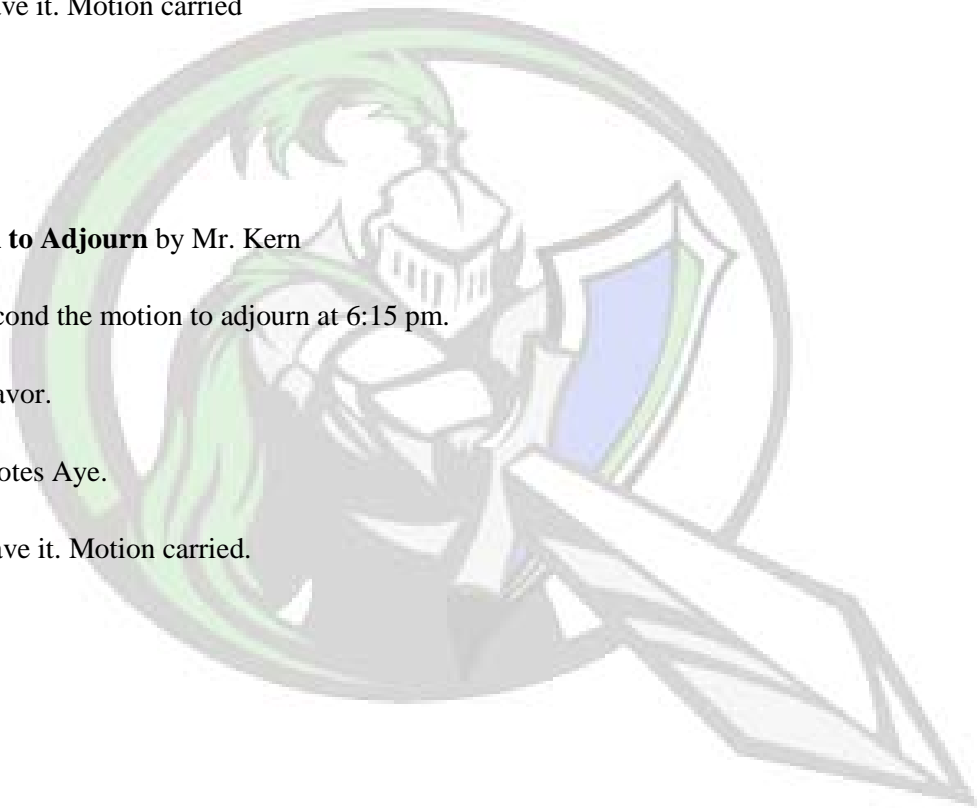 ve it. Motion carried
to Adjourn by Mr. Kern
cond the motion to adjourn at 6:15 pm.
avor.
otes Aye.
ave it. Motion carried.